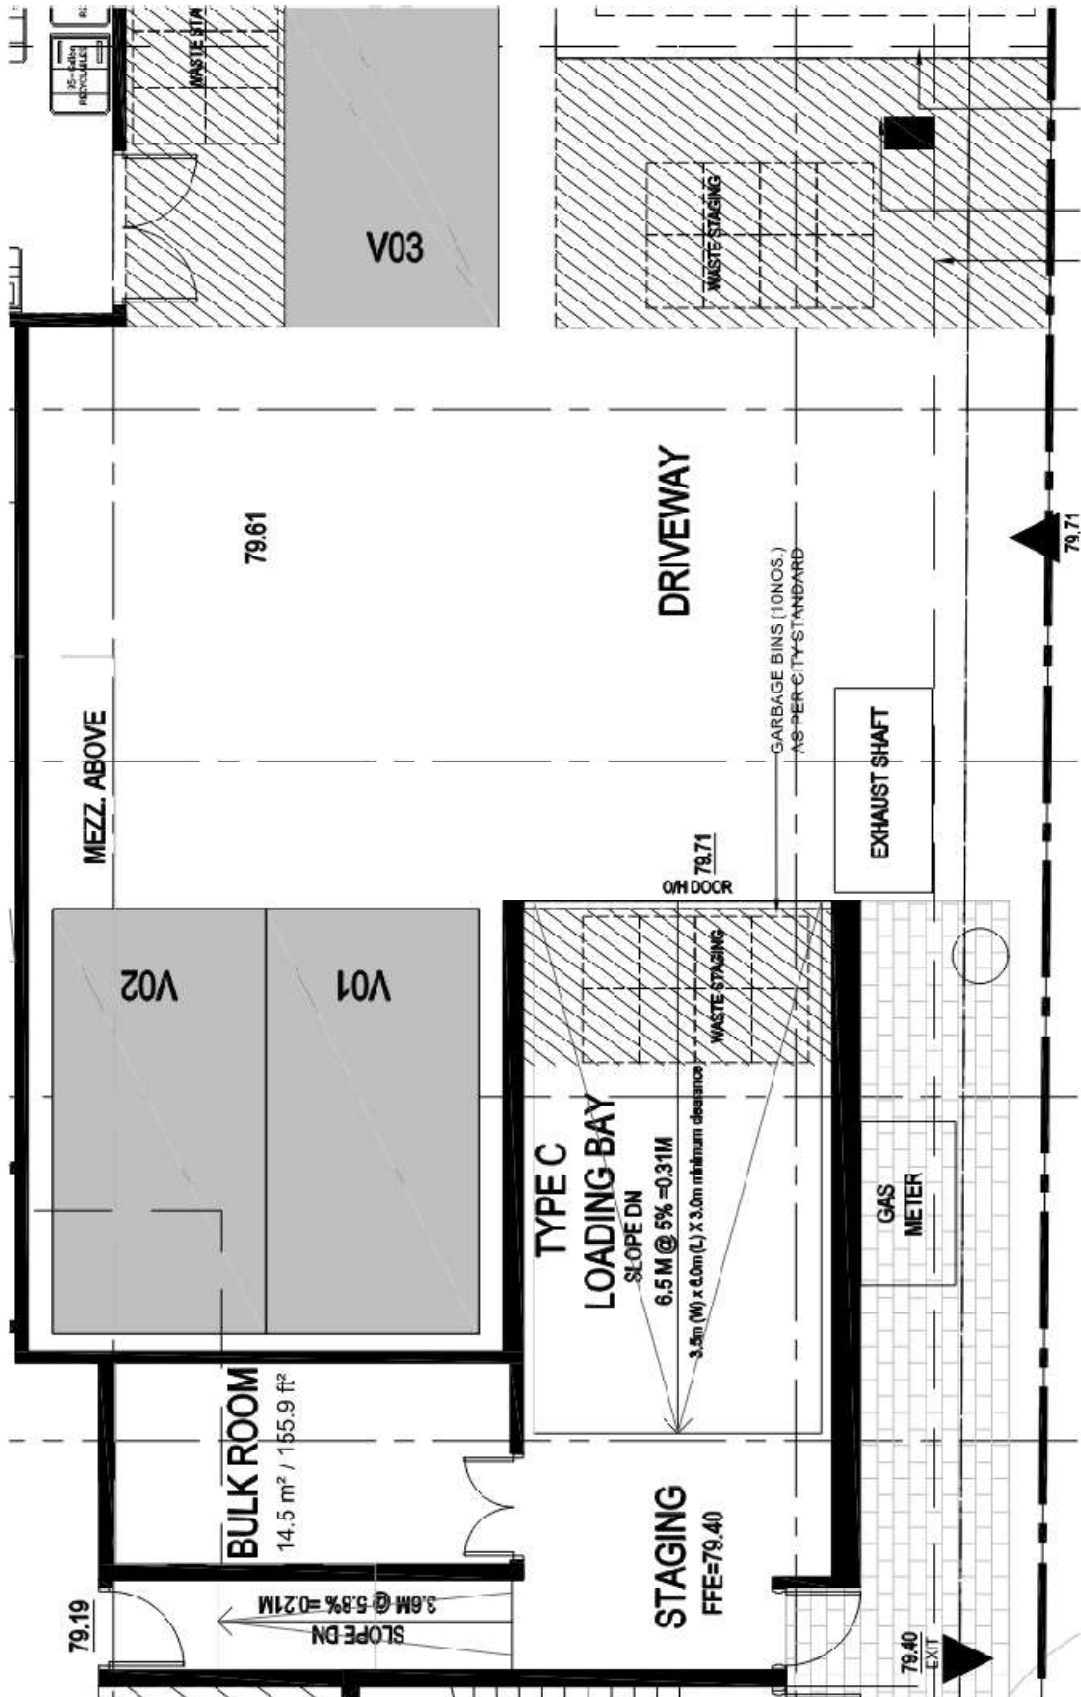 35-Gallon
RECYCLABLES
WASTE STA
V03
WASTE STAGING
79.61
DRIVEWAY
79.71
GARBAGE BINS (10NOS.)
AS PER CITY STANDARD
MEZZ. ABOVE
EXHAUST SHAFT
79.71
O/H DOOR
V02
V01
WASTE STAGING
TYPE C
LOADING BAY
SLOPE DN
6.5 M @ 5% =0.31M
3.5m (W) x 6.0m (L) X 3.0m minimum clearance
GAS
METER
BULK ROOM
14.5 m² / 155.9 ft²
STAGING
FFE=79.40
79.19
3.6M @ 5.8% =0.21M
SLOPE DN
79.40
EXIT